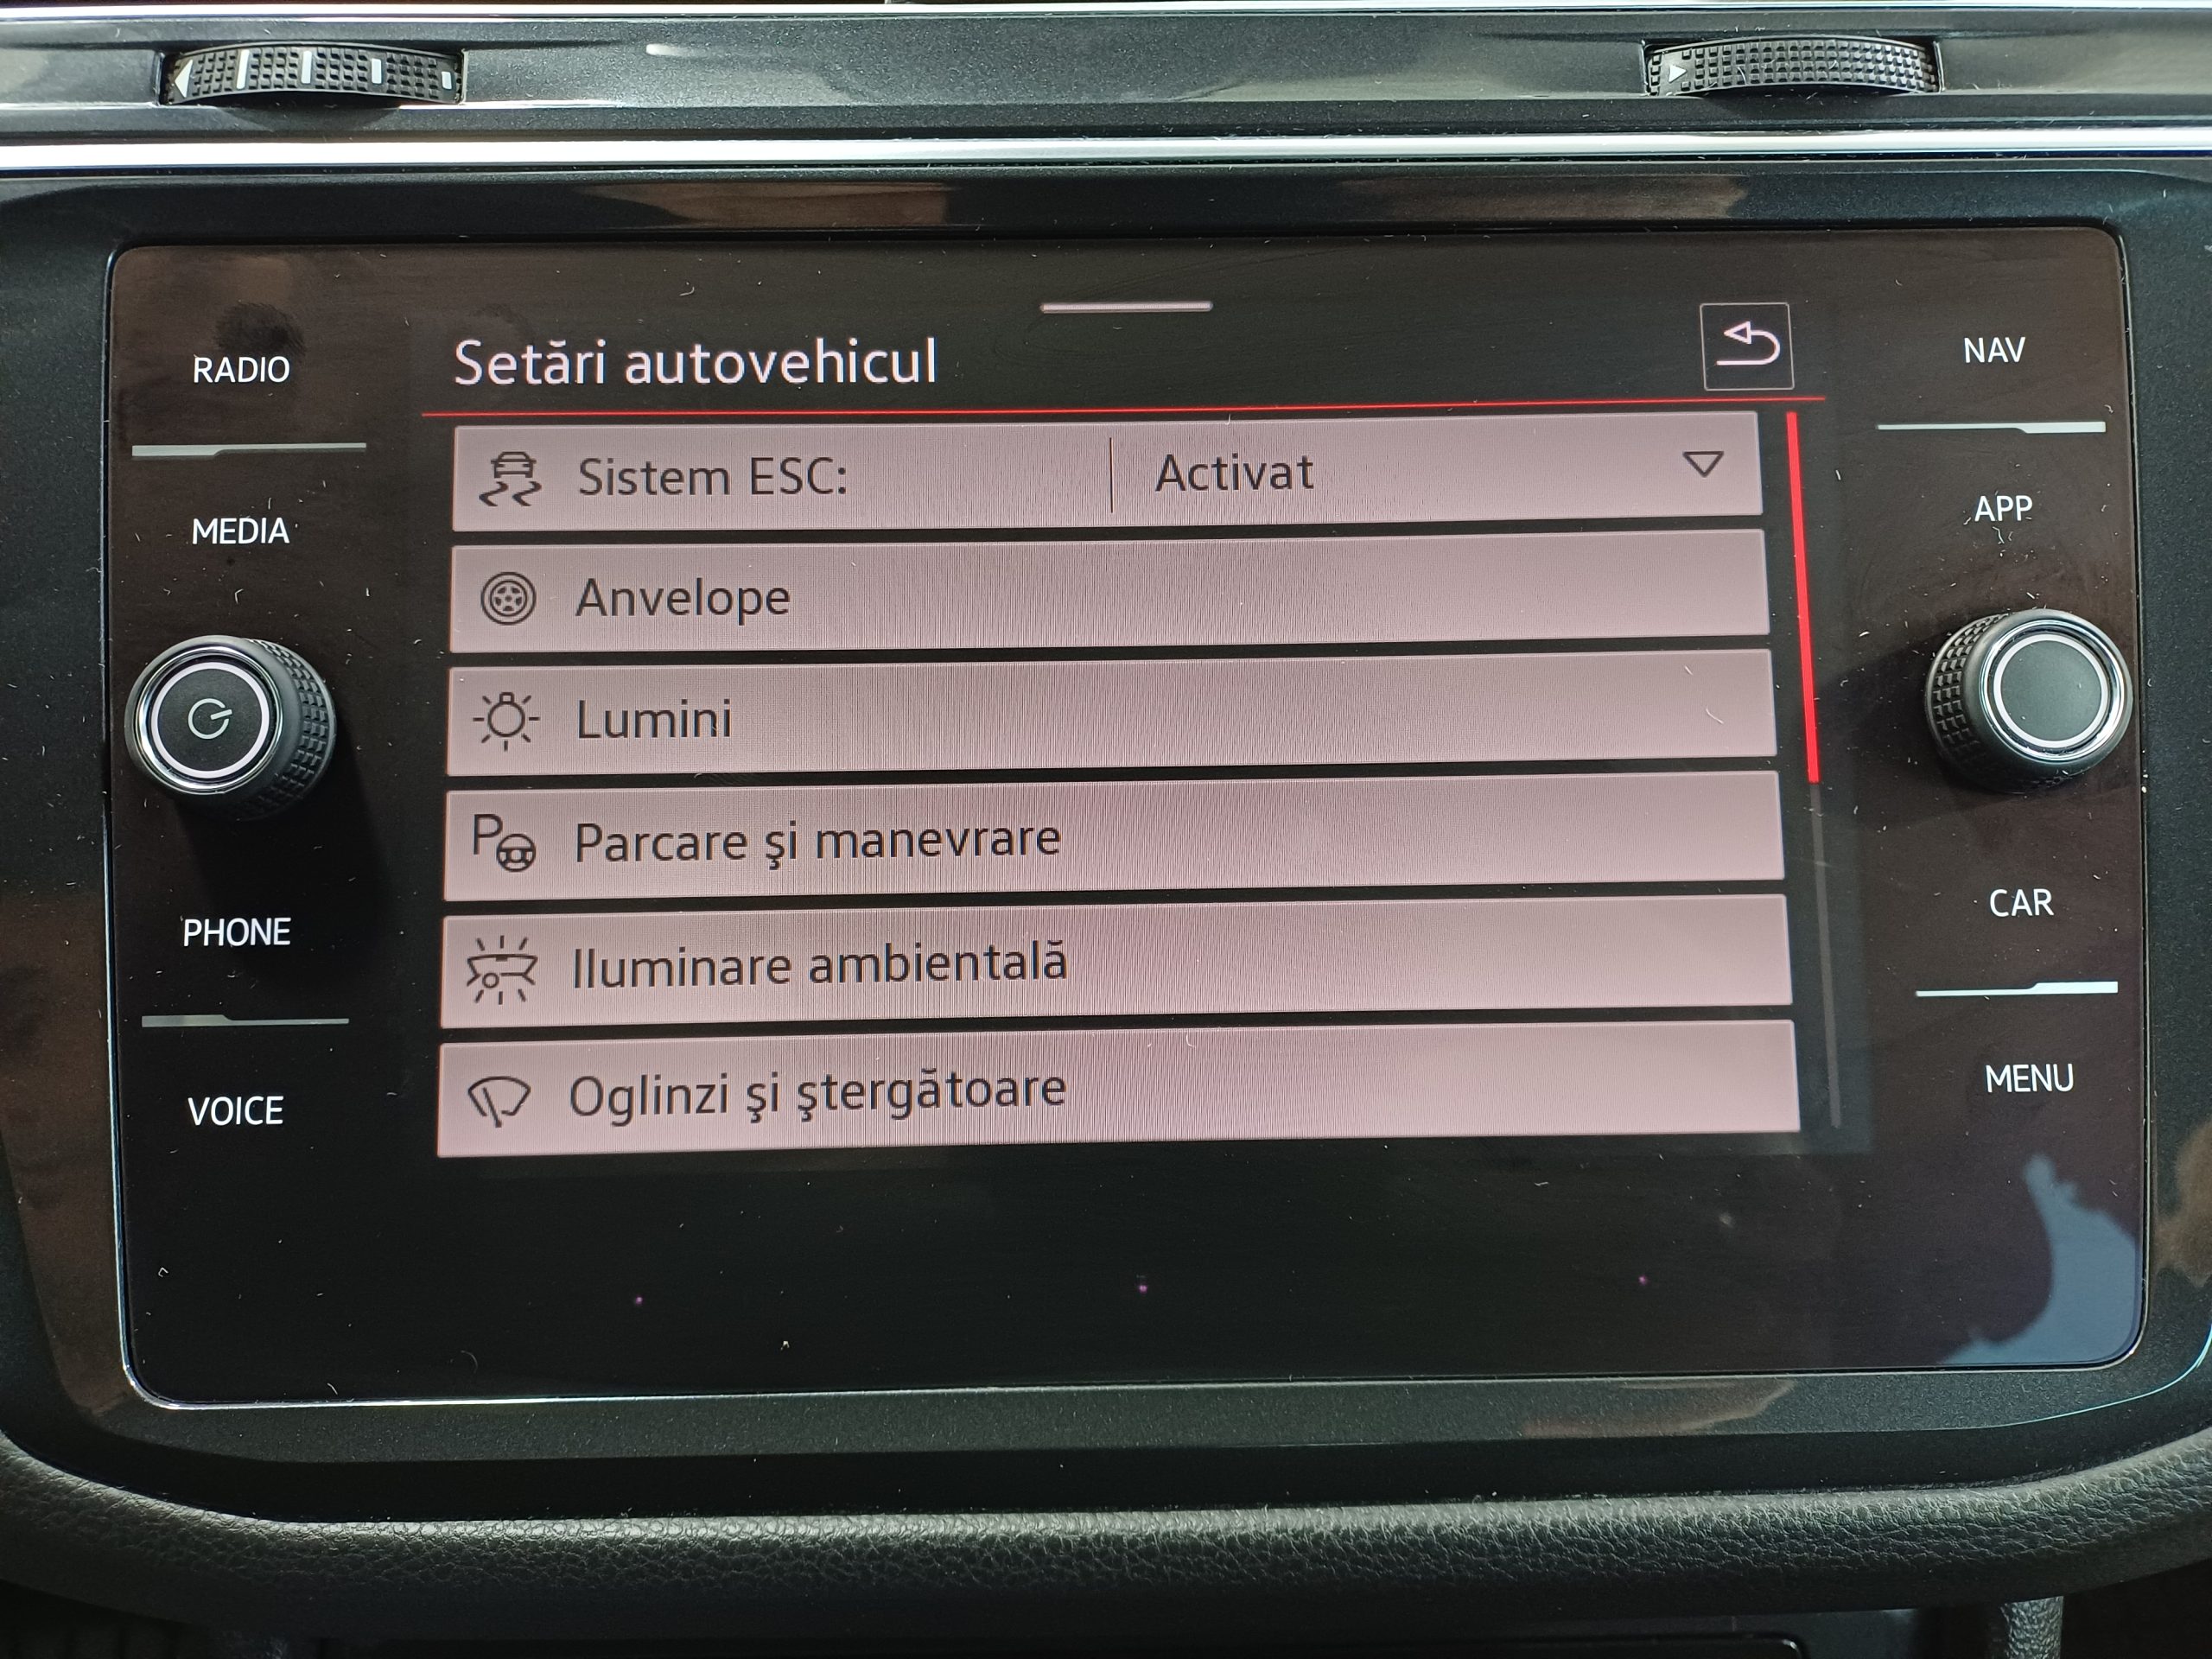 Setări autovehicul
RADIO
MEDIA
PHONE
VOICE
Sistem ESC: Activat
Anvelope
Lumini
Parcare şi manevrare
Iluminare ambientală
Oglinzi şi ştergătoare
NAV
APP
CAR
MENU